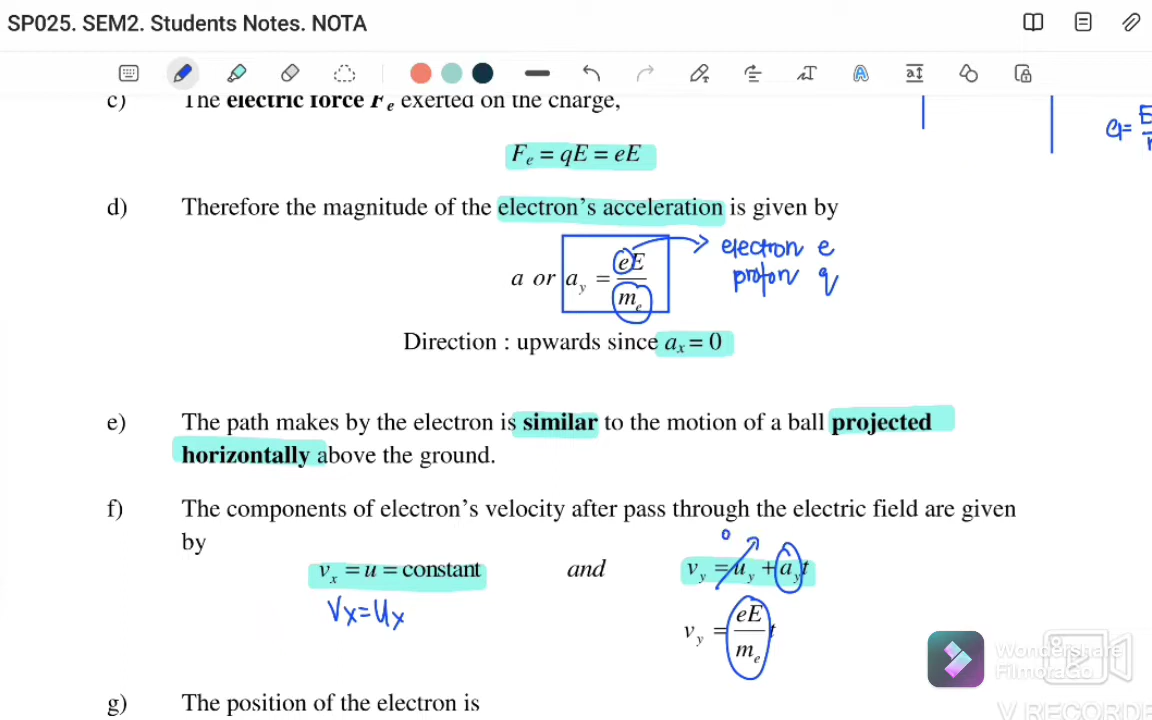 SP025. SEM2. Students Notes. NOTA
c) The electric force Fe exerted on the charge,
Fe = qE = eE
d) Therefore the magnitude of the electron's acceleration is given by
a or ay = eE / me
electron e
proton q
Direction : upwards since ax = 0
e) The path makes by the electron is similar to the motion of a ball projected
horizontally above the ground.
f) The components of electron's velocity after pass through the electric field are given
by
0
vx = u = constant and vy = uy + ayt
Vx=Ux
vy = eE / me t
Wondershare
FilmoraGo
g) The position of the electron is